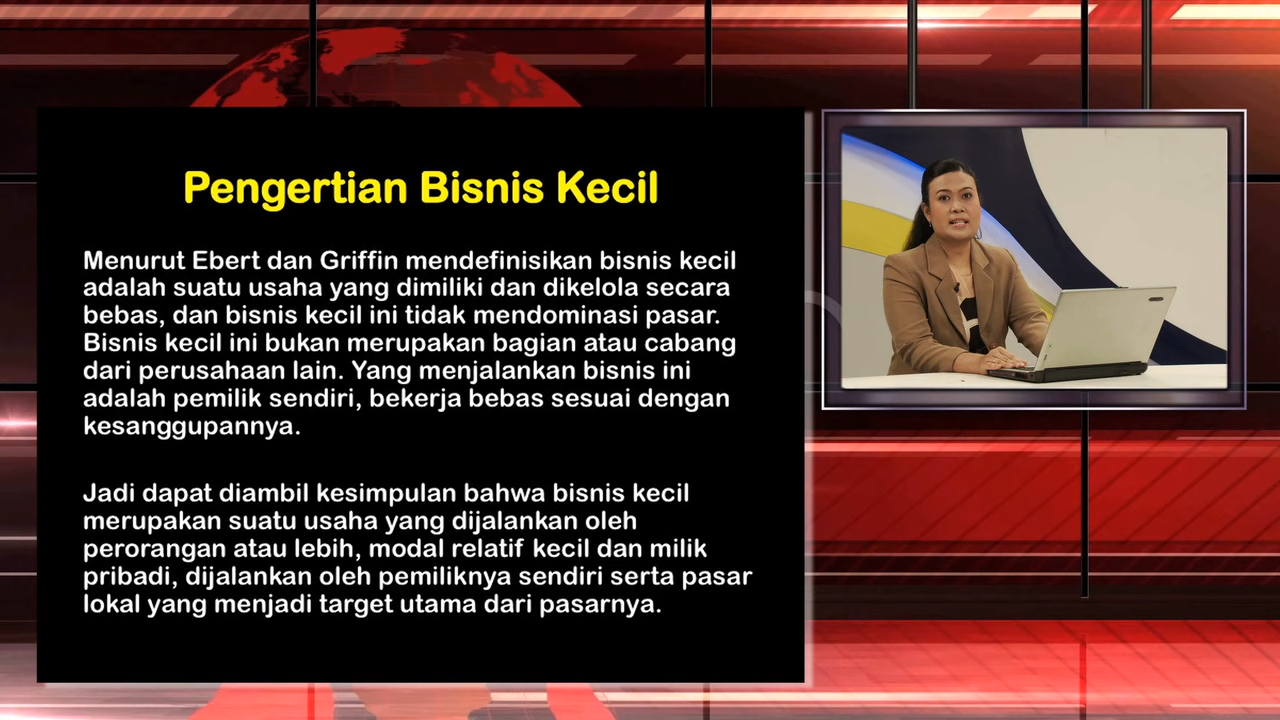 Pengertian Bisnis Kecil
Menurut Ebert dan Griffin mendefinisikan bisnis kecil
adalah suatu usaha yang dimiliki dan dikelola secara
bebas, dan bisnis kecil ini tidak mendominasi pasar.
Bisnis kecil ini bukan merupakan bagian atau cabang
dari perusahaan lain. Yang menjalankan bisnis ini
adalah pemilik sendiri, bekerja bebas sesuai dengan
kesanggupannya.
Jadi dapat diambil kesimpulan bahwa bisnis kecil
merupakan suatu usaha yang dijalankan oleh
perorangan atau lebih, modal relatif kecil dan milik
pribadi, dijalankan oleh pemiliknya sendiri serta pasar
lokal yang menjadi target utama dari pasarnya.